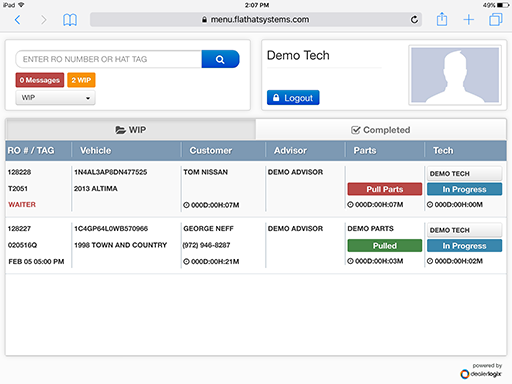 iPad
2:07 PM
49%
menu.flathatsystems.com
ENTER RO NUMBER OR HAT TAG
0 Messages
2 WIP
WIP
Demo Tech
Logout
WIP
Completed
RO # / TAG Vehicle Customer Advisor Parts Tech
128228 1N4AL3AP8DN477525 TOM NISSAN DEMO ADVISOR DEMO TECH
T2051 2013 ALTIMA Pull Parts In Progress
WAITER 000D:00H:07M 000D:00H:07M 000D:00H:00M
128227 1C4GP64L0WB570966 GEORGE NEFF DEMO ADVISOR DEMO PARTS DEMO TECH
020516Q 1998 TOWN AND COUNTRY (972) 946-8287 Pulled In Progress
FEB 05 05:00 PM 000D:00H:21M 000D:00H:03M 000D:00H:02M
powered by
dealerlogix